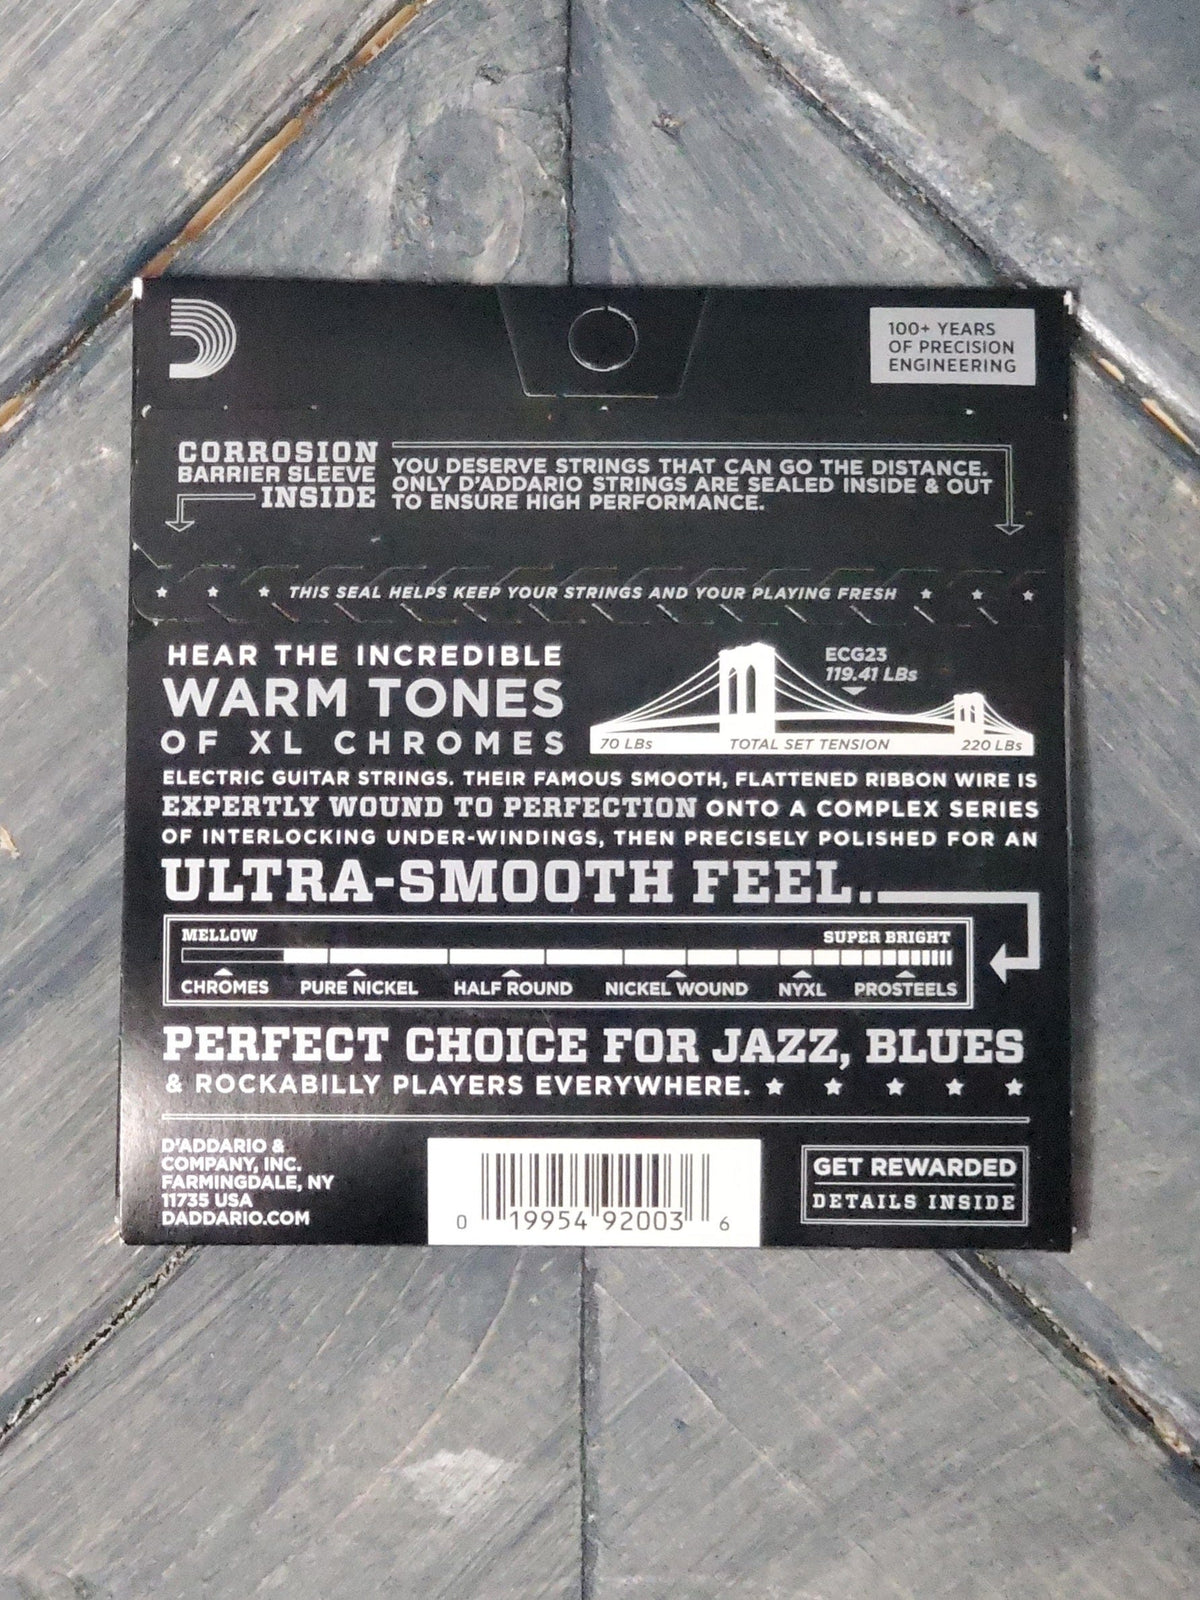 100+ YEARS
OF PRECISION
ENGINEERING
CORROSION
BARRIER SLEEVE
INSIDE
YOU DESERVE STRINGS THAT CAN GO THE DISTANCE.
ONLY D'ADDARIO STRINGS ARE SEALED INSIDE & OUT
TO ENSURE HIGH PERFORMANCE.
THIS SEAL HELPS KEEP YOUR STRINGS AND YOUR PLAYING FRESH
HEAR THE INCREDIBLE
WARM TONES
OF XL CHROMES
ECG23
119.41 LBs
70 LBs TOTAL SET TENSION 220 LBs
ELECTRIC GUITAR STRINGS. THEIR FAMOUS SMOOTH, FLATTENED RIBBON WIRE IS
EXPERTLY WOUND TO PERFECTION ONTO A COMPLEX SERIES
OF INTERLOCKING UNDER-WINDINGS, THEN PRECISELY POLISHED FOR AN
ULTRA-SMOOTH FEEL..
MELLOW SUPER BRIGHT
CHROMES PURE NICKEL HALF ROUND NICKEL WOUND NYXL PROSTEELS
PERFECT CHOICE FOR JAZZ, BLUES
& ROCKABILLY PLAYERS EVERYWHERE.
D'ADDARIO &
COMPANY, INC.
FARMINGDALE, NY
11735 USA
DADDARIO.COM
0 19954 92003 6
GET REWARDED
DETAILS INSIDE